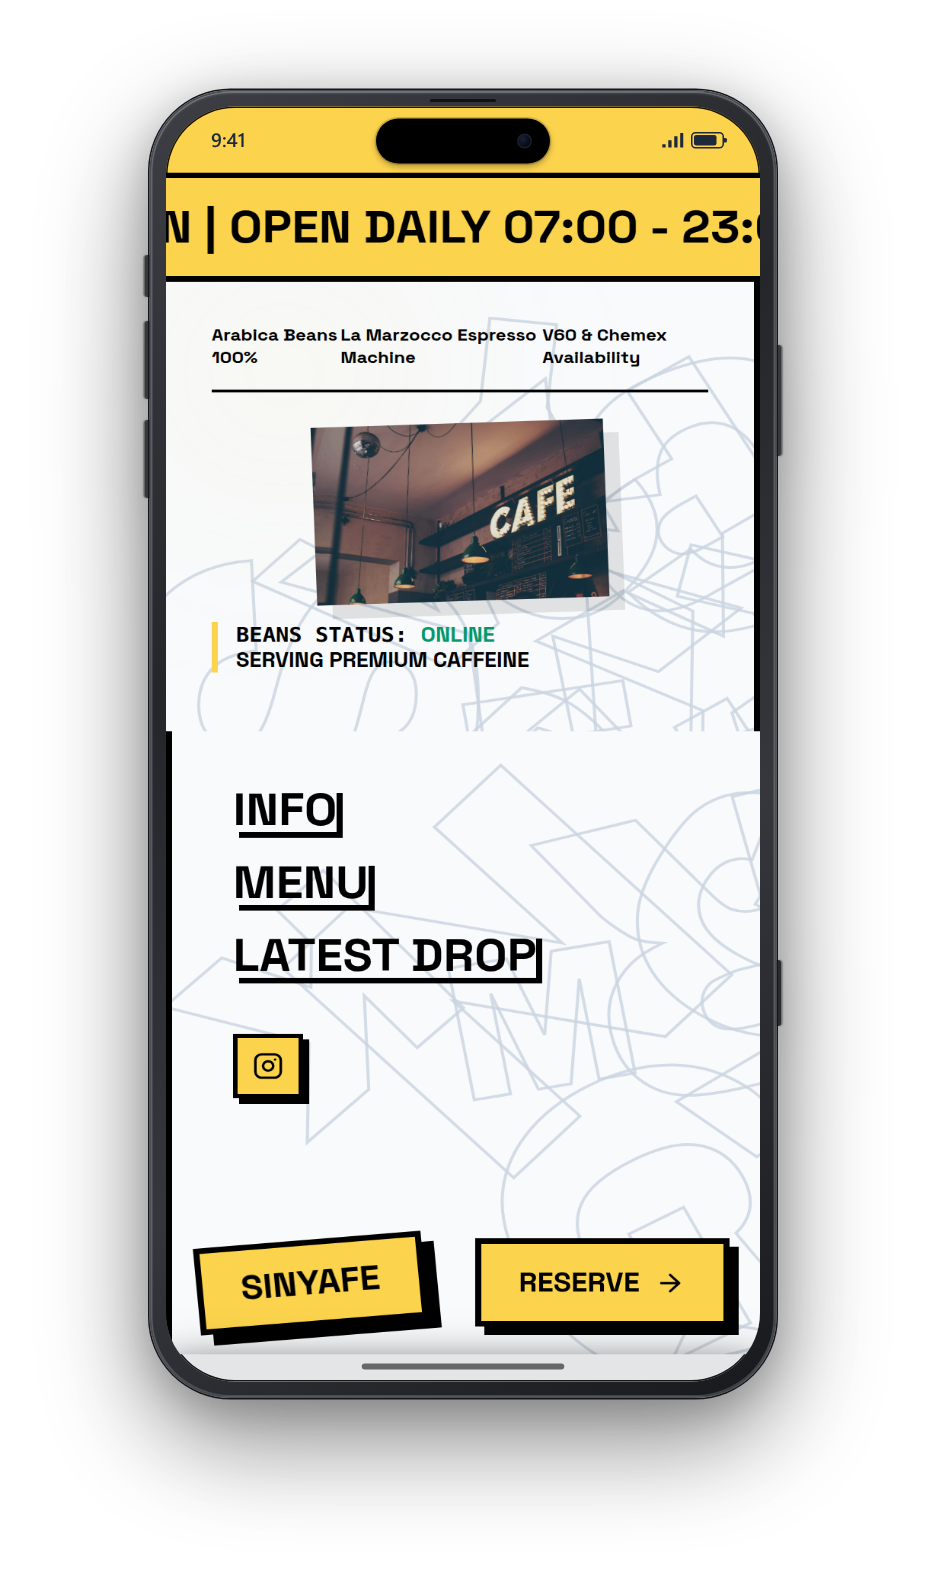 9:41
N | OPEN DAILY 07:00 - 23:0
Arabica Beans
100%
La Marzocco Espresso
Machine
V60 & Chemex
Availability
CAFE
BEANS STATUS: ONLINE
SERVING PREMIUM CAFFEINE
INFO
MENU
LATEST DROP
SINYAFE
RESERVE →